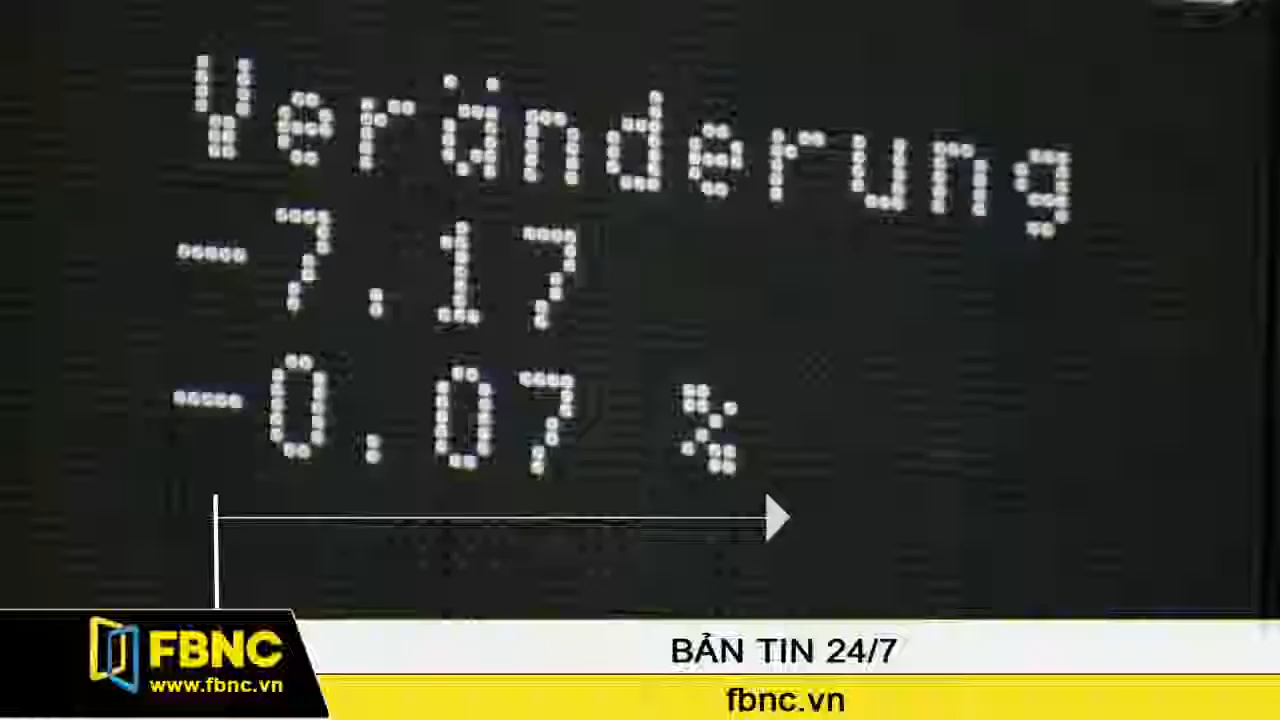 Veränderung
-7.17
-0.07 %
FBNC
www.fbnc.vn
BẢN TIN 24/7
fbnc.vn